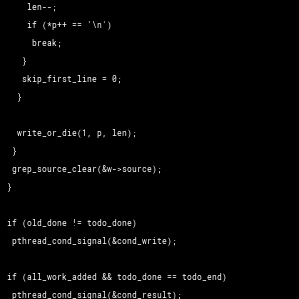 len--;
if (*p++ == '\n')
break;
}
skip_first_line = 0;
}
write_or_die(1, p, len);
}
grep_source_clear(&w->source);
}
if (old_done != todo_done)
pthread_cond_signal(&cond_write);
if (all_work_added && todo_done == todo_end)
pthread_cond_signal(&cond_result);